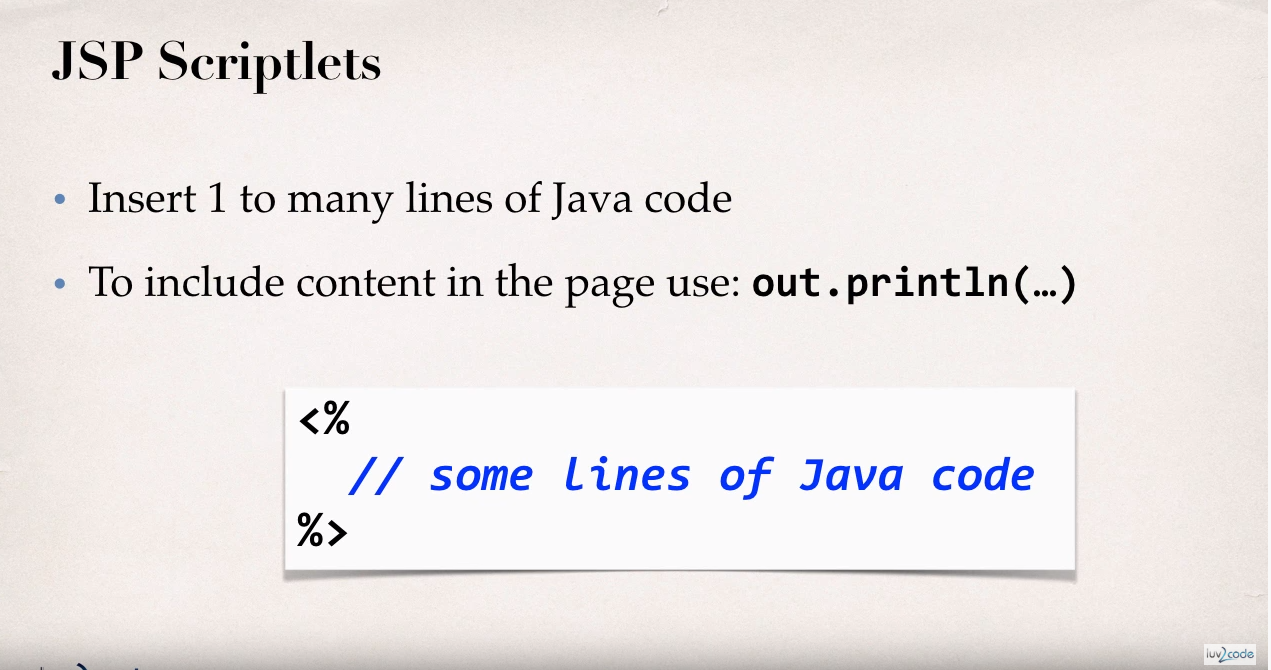 JSP Scriptlets
• Insert 1 to many lines of Java code
• To include content in the page use: out.println(…)
<%
// some lines of Java code
%>
luv2code